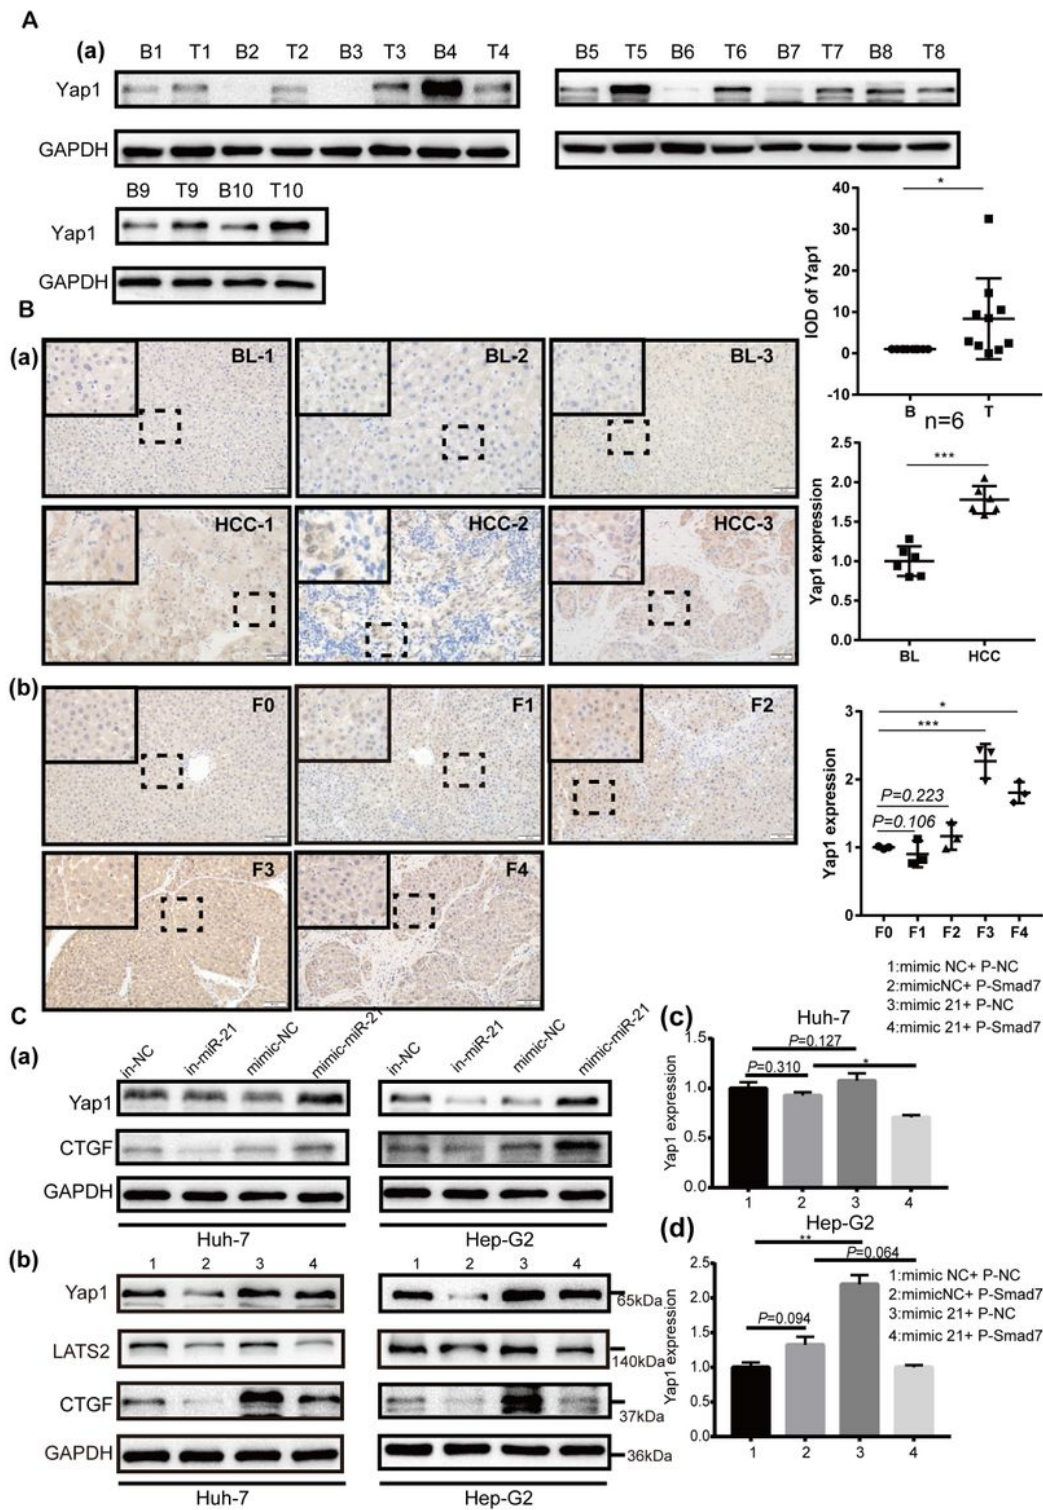 A
(a) B1 T1 B2 T2 B3 T3 B4 T4 B5 T5 B6 T6 B7 T7 B8 T8
Yap1
GAPDH
B9 T9 B10 T10
Yap1
GAPDH
40
30
20
10
0
-10
IOD of Yap1
*
B T
B
(a)
BL-1 BL-2 BL-3
HCC-1 HCC-2 HCC-3
n=6
2.5
2.0
1.5
1.0
0.5
0.0
Yap1 expression
***
BL HCC
(b)
F0 F1 F2
F3 F4
3
2
1
0
Yap1 expression
*
***
P=0.223
P=0.106
F0 F1 F2 F3 F4
1:mimic NC+ P-NC
2:mimicNC+ P-Smad7
3:mimic 21+ P-NC
4:mimic 21+ P-Smad7
C
(a)
in-NC in-miR-21 mimic-NC mimic-miR-21 in-NC in-miR-21 mimic-NC mimic-miR-21
Yap1
CTGF
GAPDH
Huh-7 Hep-G2
(b)
1 2 3 4 1 2 3 4
Yap1 65kDa
LATS2 140kDa
CTGF 37kDa
GAPDH 36kDa
Huh-7 Hep-G2
(c)
Huh-7
1.5
1.0
0.5
0.0
Yap1 expression
P=0.127
P=0.310 *
1 2 3 4
(d)
Hep-G2
2.5
2.0
1.5
1.0
0.5
0.0
Yap1 expression
**
P=0.064
P=0.094
1:mimic NC+ P-NC
2:mimicNC+ P-Smad7
3:mimic 21+ P-NC
4:mimic 21+ P-Smad7
1 2 3 4